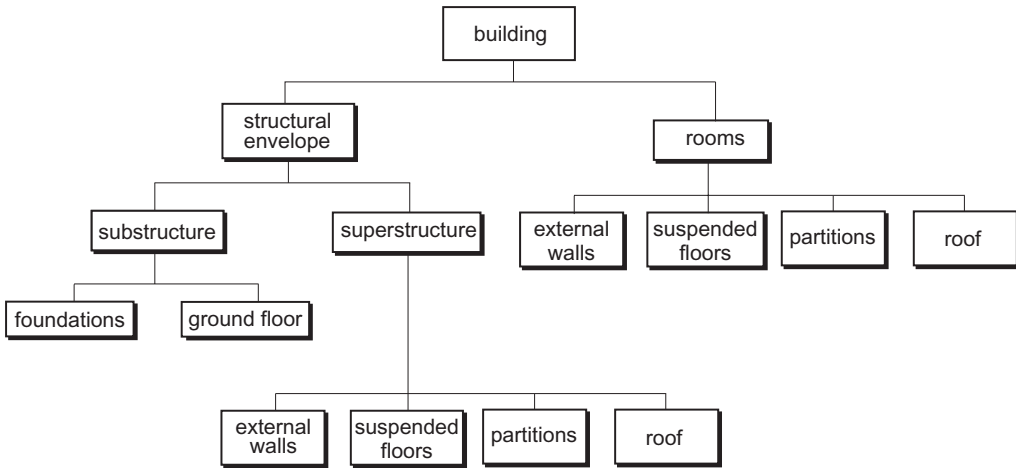 building
structural
envelope
rooms
substructure
superstructure
external
walls
suspended
floors
partitions
roof
foundations
ground floor
external
walls
suspended
floors
partitions
roof